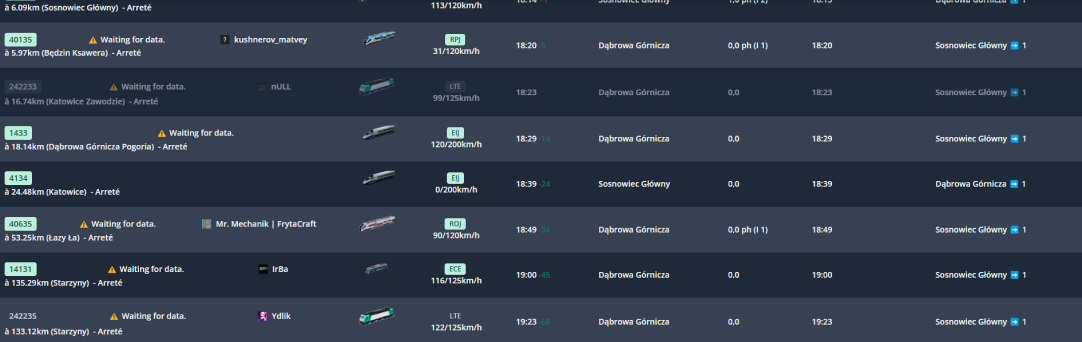 113/120km/h 18:14 0,0 ph (I 2) 18:13 Sosnowiec Główny 1
à 6.09km (Sosnowiec Główny) - Arreté
40135 Waiting for data. ? kushnerov_matvey RPJ
à 5.97km (Będzin Ksawera) - Arreté 31/120km/h 18:20 Dąbrowa Górnicza 0,0 ph (I 1) 18:20 Sosnowiec Główny 1
242233 Waiting for data. nULL LTE
à 16.74km (Katowice Zawodzie) - Arreté 99/125km/h 18:23 Dąbrowa Górnicza 0,0 18:23 Sosnowiec Główny 1
1433 Waiting for data. EIJ
à 18.14km (Dąbrowa Górnicza Pogoria) - Arreté 120/200km/h 18:29 -14 Dąbrowa Górnicza 0,0 18:29 Sosnowiec Główny 1
4134 EIJ
à 24.48km (Katowice) - Arreté 0/200km/h 18:39 -24 Sosnowiec Główny 0,0 18:39 Dąbrowa Górnicza 1
40635 Waiting for data. Mr. Mechanik | FrytaCraft ROJ
à 53.25km (Łazy Ła) - Arreté 90/120km/h 18:49 -34 Dąbrowa Górnicza 0,0 ph (I 1) 18:49 Sosnowiec Główny 1
14131 Waiting for data. IrBa ECE
à 135.29km (Starzyny) - Arreté 116/125km/h 19:00 -45 Dąbrowa Górnicza 0,0 19:00 Sosnowiec Główny 1
242235 Waiting for data. Ydlik LTE
à 133.12km (Starzyny) - Arreté 122/125km/h 19:23 -68 Dąbrowa Górnicza 0,0 19:23 Sosnowiec Główny 1